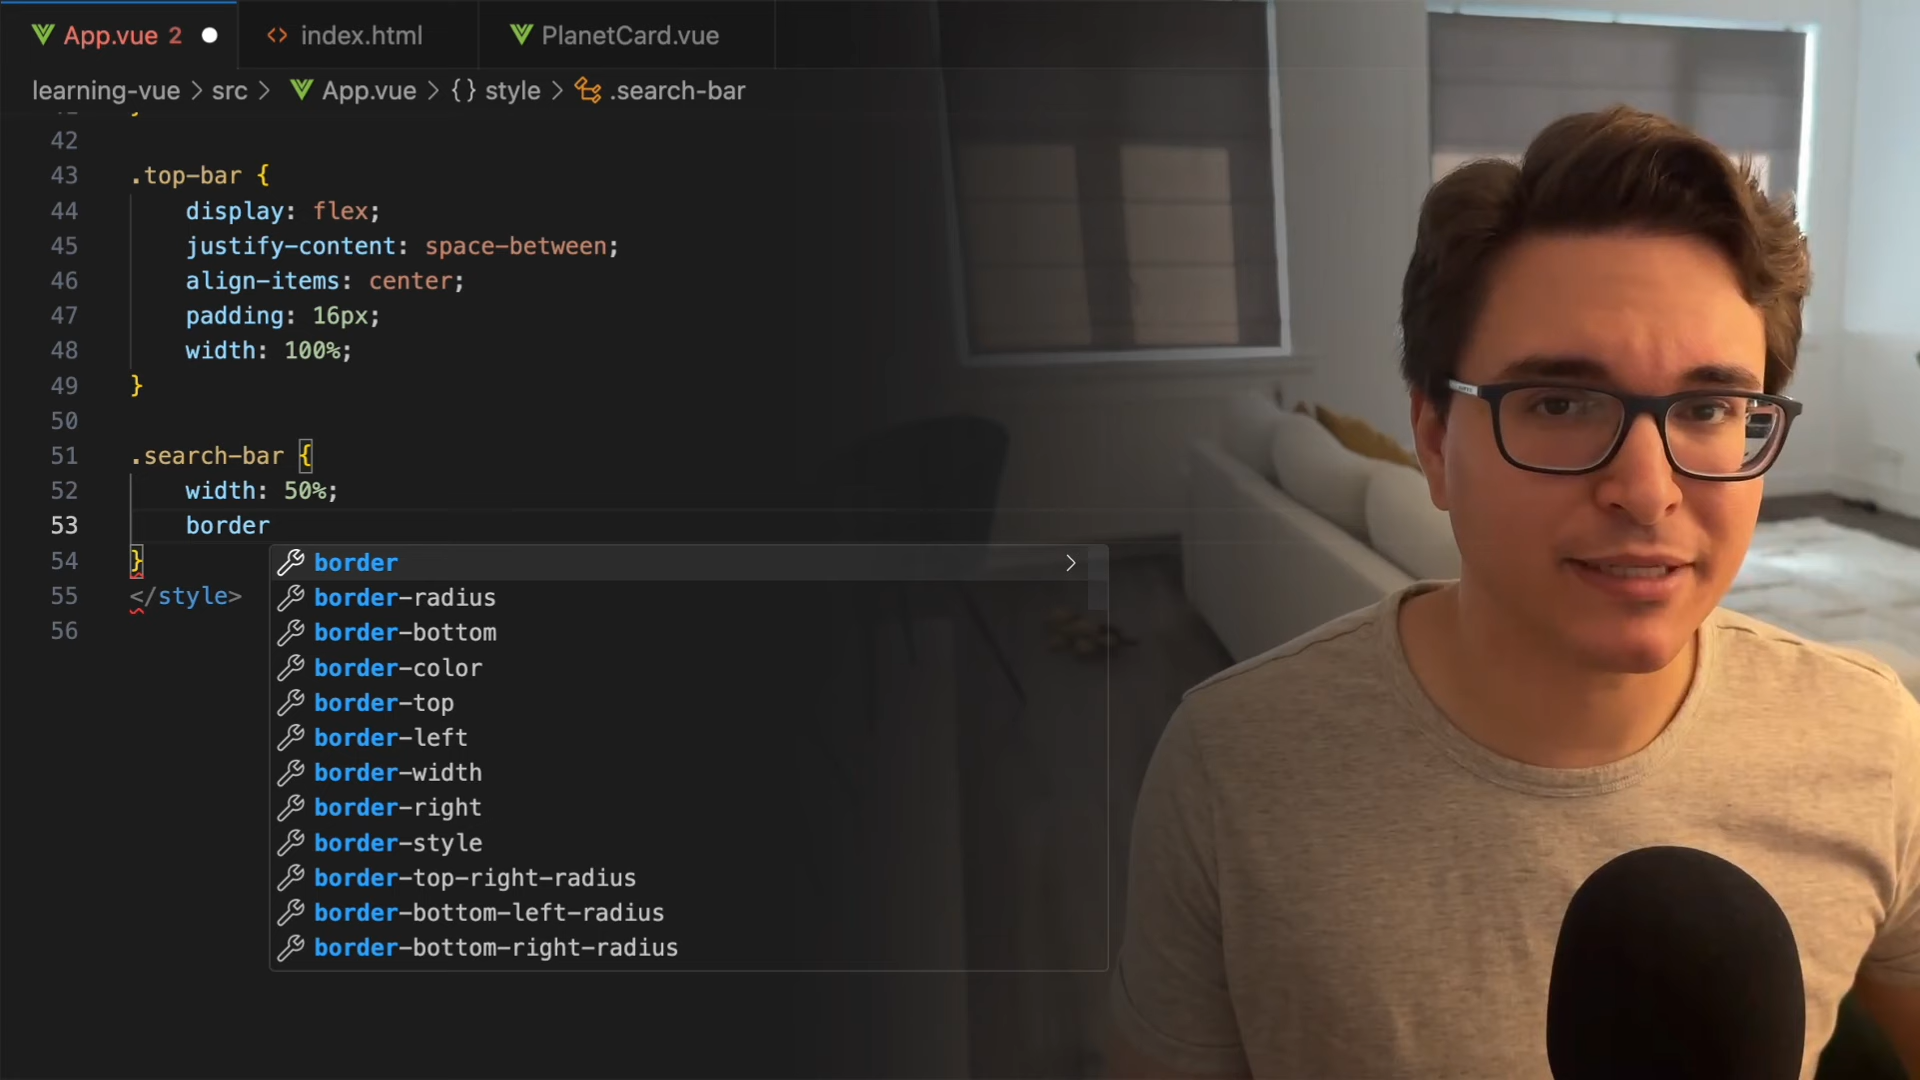 App.vue 2
index.html
PlanetCard.vue
learning-vue > src > App.vue > {} style > .search-bar
42
43 .top-bar {
44 display: flex;
45 justify-content: space-between;
46 align-items: center;
47 padding: 16px;
48 width: 100%;
49 }
50
51 .search-bar {
52 width: 50%;
53 border
54 }
55 </style>
56
border
border-radius
border-bottom
border-color
border-top
border-left
border-width
border-right
border-style
border-top-right-radius
border-bottom-left-radius
border-bottom-right-radius